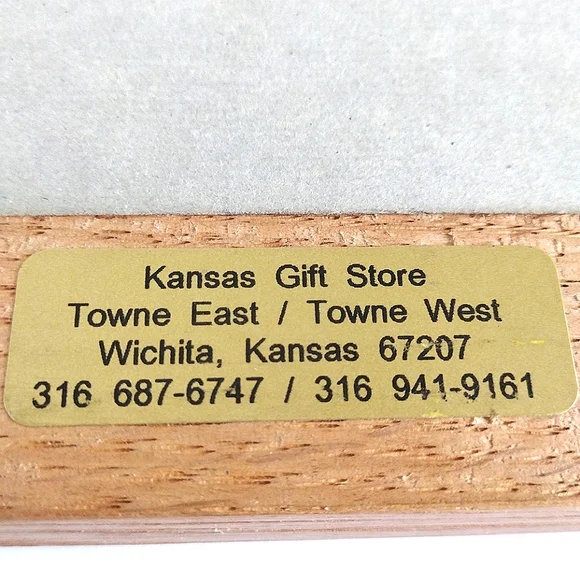 Kansas Gift Store
Towne East / Towne West
Wichita, Kansas 67207
316 687-6747 / 316 941-9161